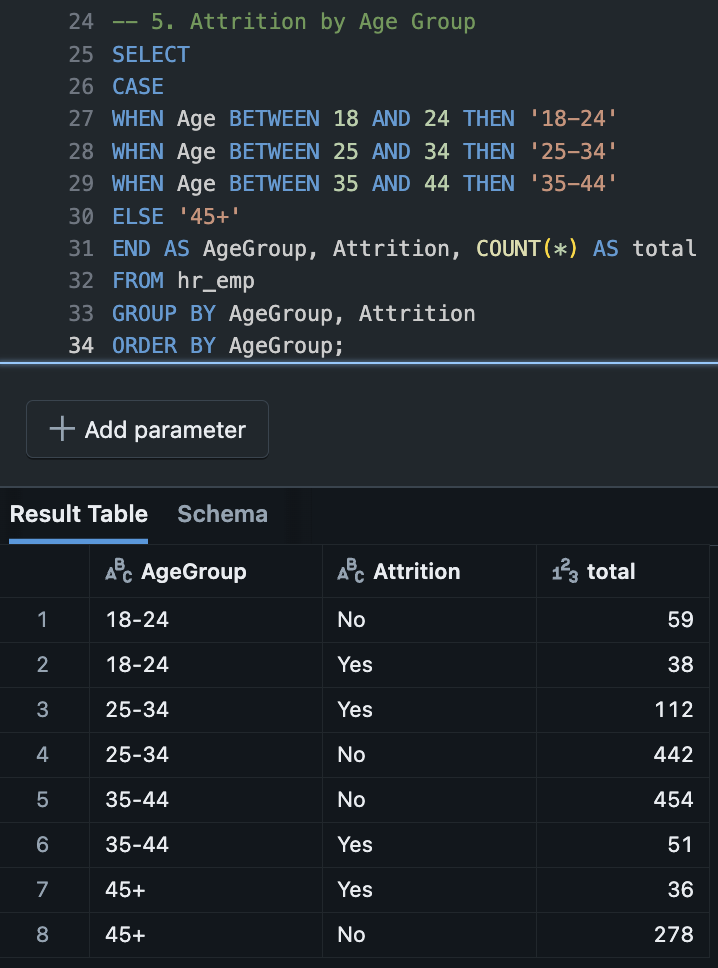 24 -- 5. Attrition by Age Group
25 SELECT
26 CASE
27 WHEN Age BETWEEN 18 AND 24 THEN '18-24'
28 WHEN Age BETWEEN 25 AND 34 THEN '25-34'
29 WHEN Age BETWEEN 35 AND 44 THEN '35-44'
30 ELSE '45+'
31 END AS AgeGroup, Attrition, COUNT(*) AS total
32 FROM hr_emp
33 GROUP BY AgeGroup, Attrition
34 ORDER BY AgeGroup;
+ Add parameter
Result Table Schema
ABC AgeGroup ABC Attrition 123 total
1 18-24 No 59
2 18-24 Yes 38
3 25-34 Yes 112
4 25-34 No 442
5 35-44 No 454
6 35-44 Yes 51
7 45+ Yes 36
8 45+ No 278